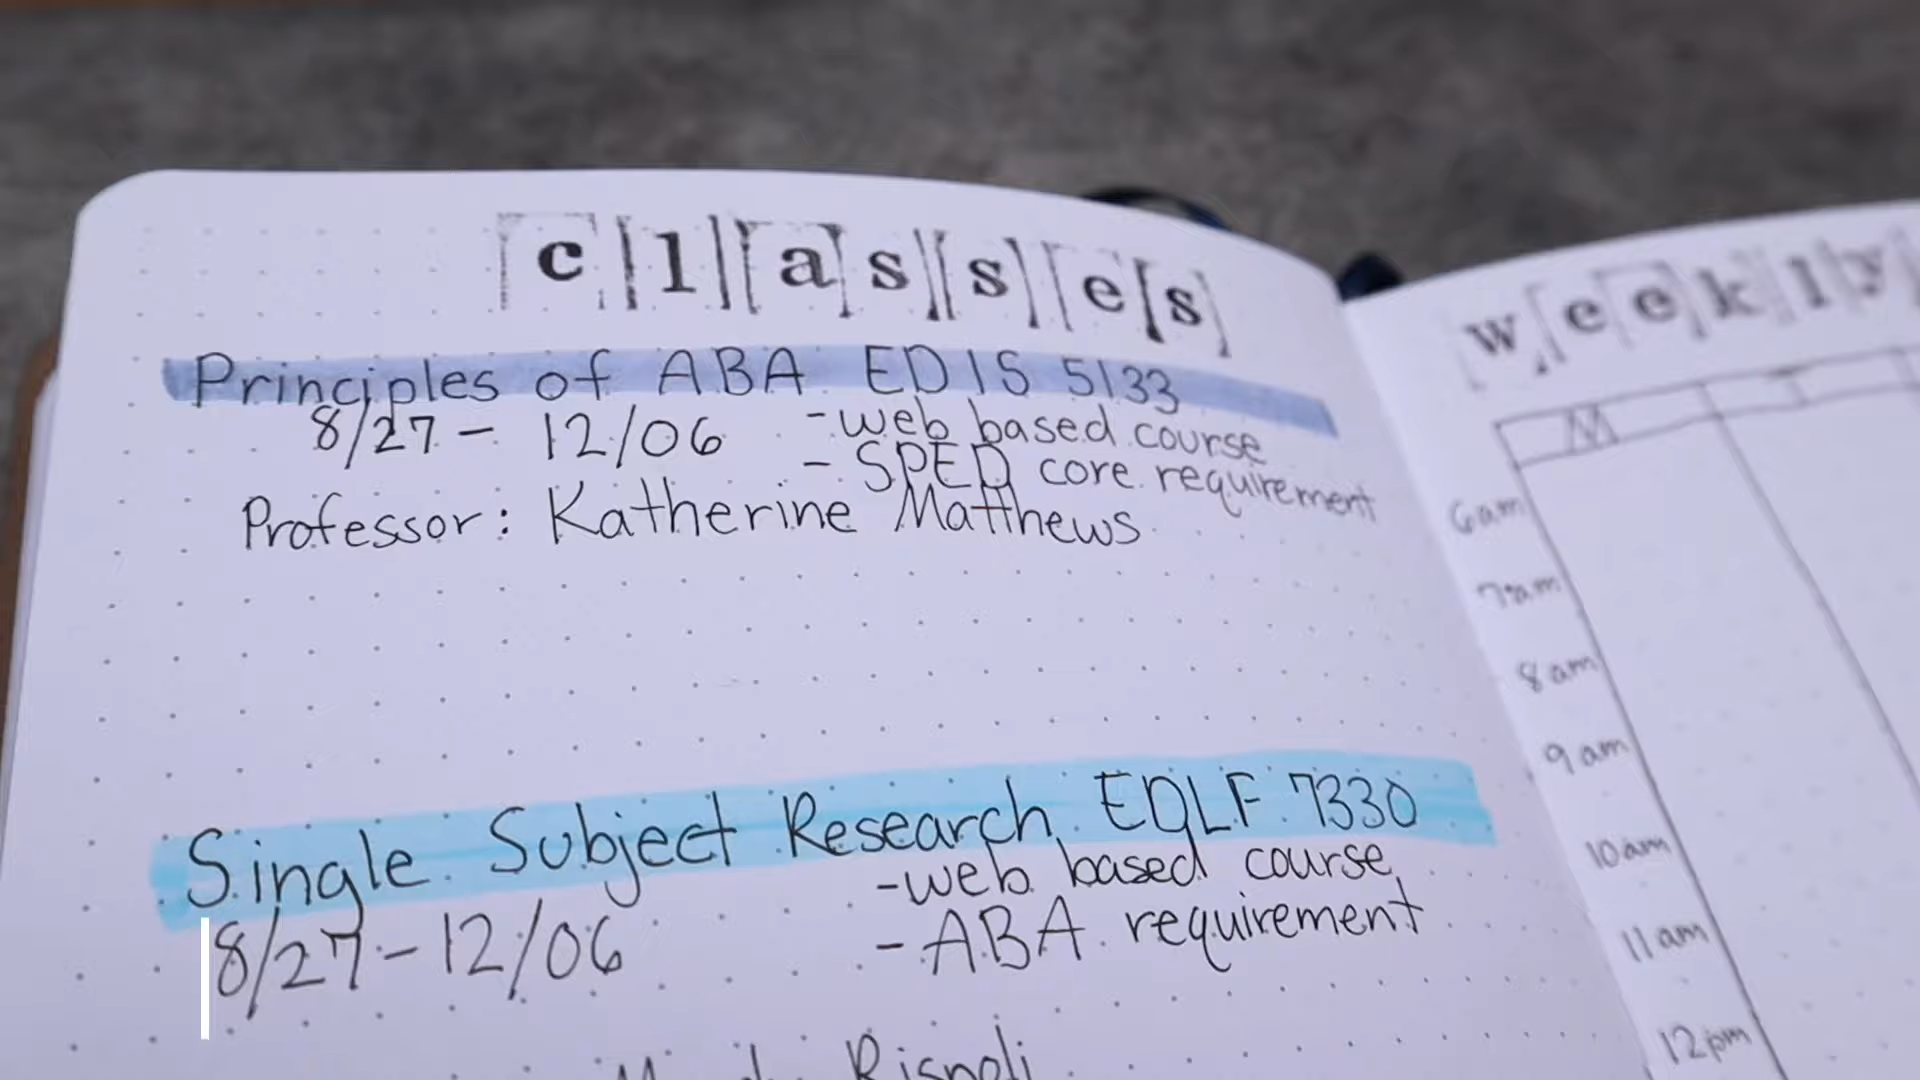 classes
Principles of ABA EDIS 5133
8/27 - 12/06
- web based course
- SPED core requirement
Professor: Katherine Matthews
Single Subject Research EDLF 7330
- web based course
8/27 - 12/06
- ABA requirement
weekly
M
6am
7am
8am
9am
10am
11am
12pm